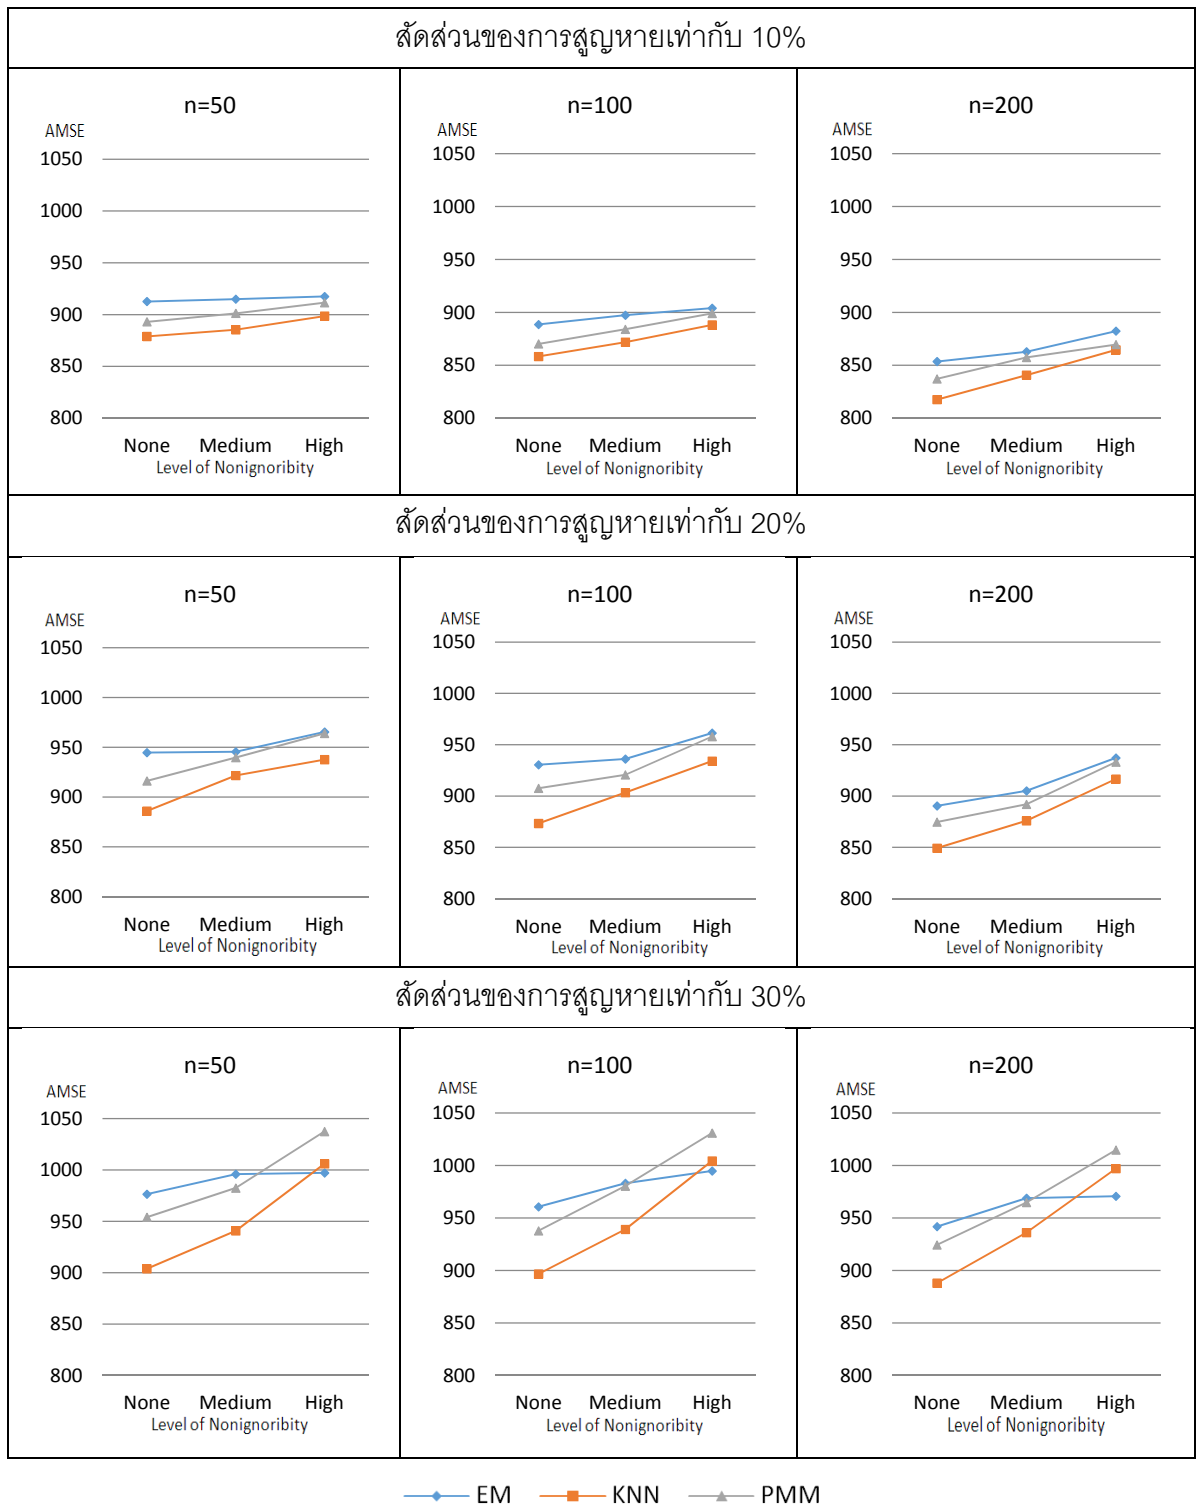 สัดส่วนของการสูญหายเท่ากับ 10%
n=50
AMSE
1050
1000
950
900
850
800
None Medium High
Level of Nonignoribity
n=100
AMSE
1050
1000
950
900
850
800
None Medium High
Level of Nonignoribity
n=200
AMSE
1050
1000
950
900
850
800
None Medium High
Level of Nonignoribity
สัดส่วนของการสูญหายเท่ากับ 20%
n=50
AMSE
1050
1000
950
900
850
800
None Medium High
Level of Nonignoribity
n=100
AMSE
1050
1000
950
900
850
800
None Medium High
Level of Nonignoribity
n=200
AMSE
1050
1000
950
900
850
800
None Medium High
Level of Nonignoribity
สัดส่วนของการสูญหายเท่ากับ 30%
n=50
AMSE
1050
1000
950
900
850
800
None Medium High
Level of Nonignoribity
n=100
AMSE
1050
1000
950
900
850
800
None Medium High
Level of Nonignoribity
n=200
AMSE
1050
1000
950
900
850
800
None Medium High
Level of Nonignoribity
EM KNN PMM